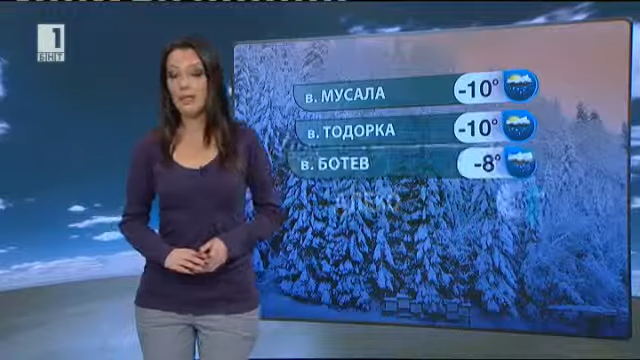 1
БНТ
в. МУСАЛА -10°
в. ТОДОРКА -10°
в. БОТЕВ -8°